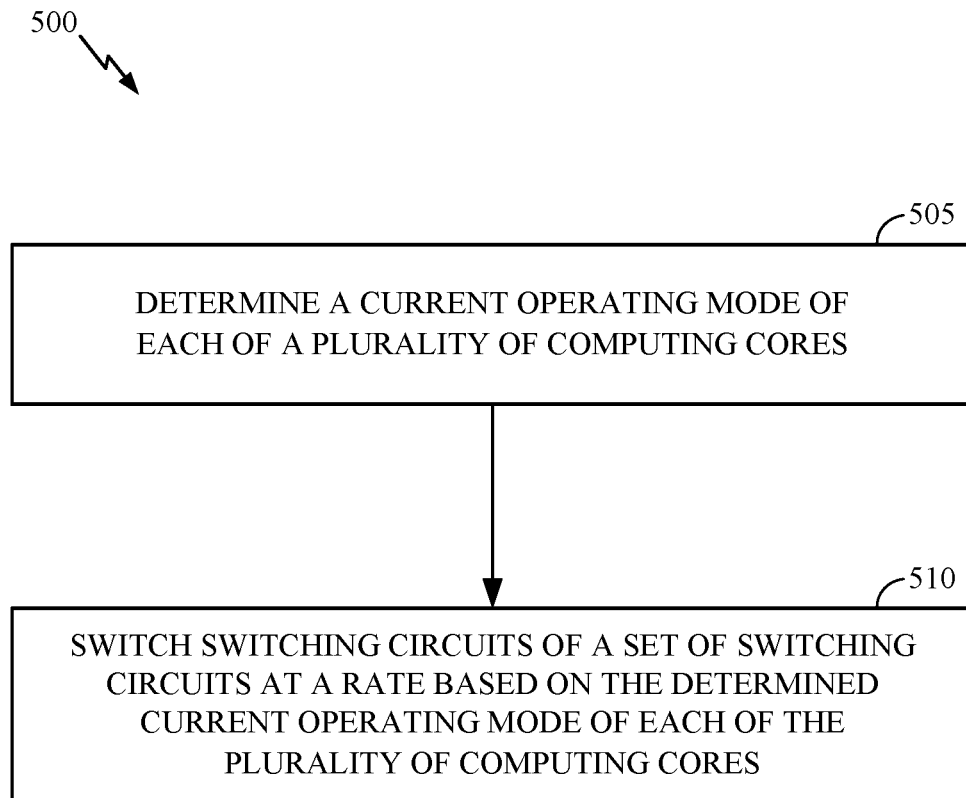 500
505
DETERMINE A CURRENT OPERATING MODE OF
EACH OF A PLURALITY OF COMPUTING CORES
510
SWITCH SWITCHING CIRCUITS OF A SET OF SWITCHING
CIRCUITS AT A RATE BASED ON THE DETERMINED
CURRENT OPERATING MODE OF EACH OF THE
PLURALITY OF COMPUTING CORES